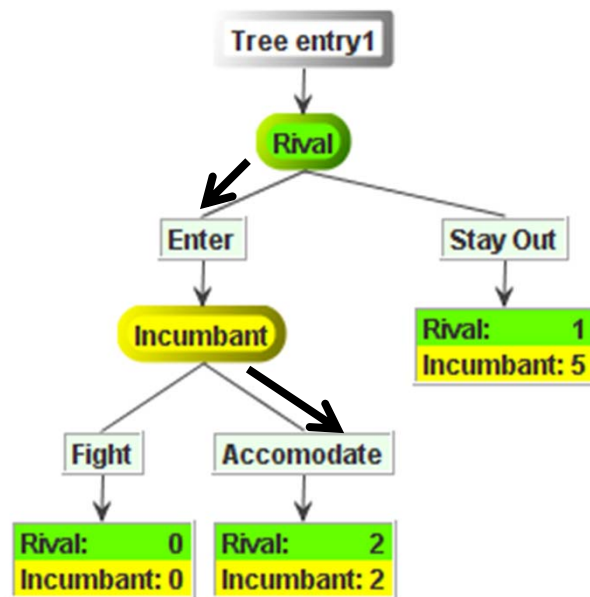 Tree entry1
Rival
Enter
Stay Out
Rival: 1
Incumbant: 5
Incumbant
Fight
Accomodate
Rival: 0
Incumbant: 0
Rival: 2
Incumbant: 2